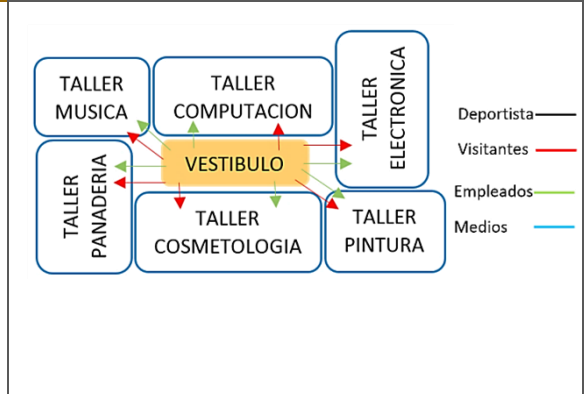 TALLER
MUSICA
TALLER
COMPUTACION
TALLER
ELECTRONICA
VESTIBULO
TALLER
PANADERIA
TALLER
COSMETOLOGIA
TALLER
PINTURA
Deportista
Visitantes
Empleados
Medios